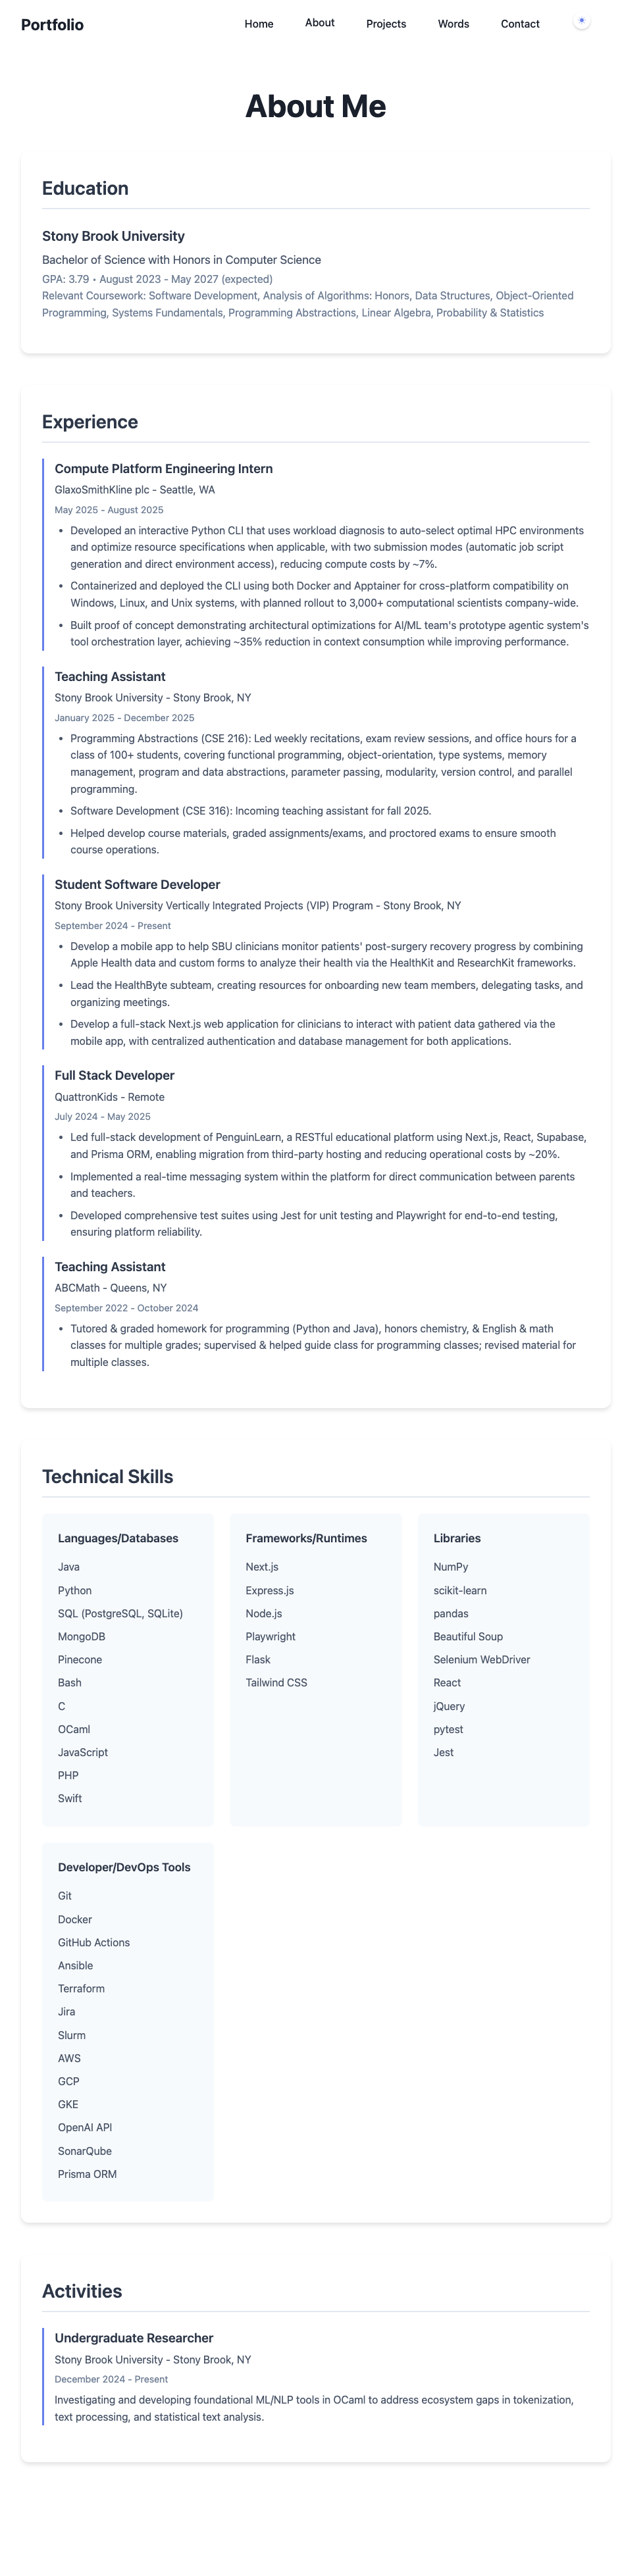 Portfolio
Home
About
Projects
Words
Contact
About Me
Education
Stony Brook University
Bachelor of Science with Honors in Computer Science
GPA: 3.79 • August 2023 - May 2027 (expected)
Relevant Coursework: Software Development, Analysis of Algorithms: Honors, Data Structures, Object-Oriented
Programming, Systems Fundamentals, Programming Abstractions, Linear Algebra, Probability & Statistics
Experience
Compute Platform Engineering Intern
GlaxoSmithKline plc - Seattle, WA
May 2025 - August 2025
• Developed an interactive Python CLI that uses workload diagnosis to auto-select optimal HPC environments
and optimize resource specifications when applicable, with two submission modes (automatic job script
generation and direct environment access), reducing compute costs by ~7%.
• Containerized and deployed the CLI using both Docker and Apptainer for cross-platform compatibility on
Windows, Linux, and Unix systems, with planned rollout to 3,000+ computational scientists company-wide.
• Built proof of concept demonstrating architectural optimizations for AI/ML team's prototype agentic system's
tool orchestration layer, achieving ~35% reduction in context consumption while improving performance.
Teaching Assistant
Stony Brook University - Stony Brook, NY
January 2025 - December 2025
• Programming Abstractions (CSE 216): Led weekly recitations, exam review sessions, and office hours for a
class of 100+ students, covering functional programming, object-orientation, type systems, memory
management, program and data abstractions, parameter passing, modularity, version control, and parallel
programming.
• Software Development (CSE 316): Incoming teaching assistant for fall 2025.
• Helped develop course materials, graded assignments/exams, and proctored exams to ensure smooth
course operations.
Student Software Developer
Stony Brook University Vertically Integrated Projects (VIP) Program - Stony Brook, NY
September 2024 - Present
• Develop a mobile app to help SBU clinicians monitor patients' post-surgery recovery progress by combining
Apple Health data and custom forms to analyze their health via the HealthKit and ResearchKit frameworks.
• Lead the HealthByte subteam, creating resources for onboarding new team members, delegating tasks, and
organizing meetings.
• Develop a full-stack Next.js web application for clinicians to interact with patient data gathered via the
mobile app, with centralized authentication and database management for both applications.
Full Stack Developer
QuattronKids - Remote
July 2024 - May 2025
• Led full-stack development of PenguinLearn, a RESTful educational platform using Next.js, React, Supabase,
and Prisma ORM, enabling migration from third-party hosting and reducing operational costs by ~20%.
• Implemented a real-time messaging system within the platform for direct communication between parents
and teachers.
• Developed comprehensive test suites using Jest for unit testing and Playwright for end-to-end testing,
ensuring platform reliability.
Teaching Assistant
ABCMath - Queens, NY
September 2022 - October 2024
• Tutored & graded homework for programming (Python and Java), honors chemistry, & English & math
classes for multiple grades; supervised & helped guide class for programming classes; revised material for
multiple classes.
Technical Skills
Languages/Databases
Java
Python
SQL (PostgreSQL, SQLite)
MongoDB
Pinecone
Bash
C
OCaml
JavaScript
PHP
Swift
Frameworks/Runtimes
Next.js
Express.js
Node.js
Playwright
Flask
Tailwind CSS
Libraries
NumPy
scikit-learn
pandas
Beautiful Soup
Selenium WebDriver
React
jQuery
pytest
Jest
Developer/DevOps Tools
Git
Docker
GitHub Actions
Ansible
Terraform
Jira
Slurm
AWS
GCP
GKE
OpenAI API
SonarQube
Prisma ORM
Activities
Undergraduate Researcher
Stony Brook University - Stony Brook, NY
December 2024 - Present
Investigating and developing foundational ML/NLP tools in OCaml to address ecosystem gaps in tokenization,
text processing, and statistical text analysis.